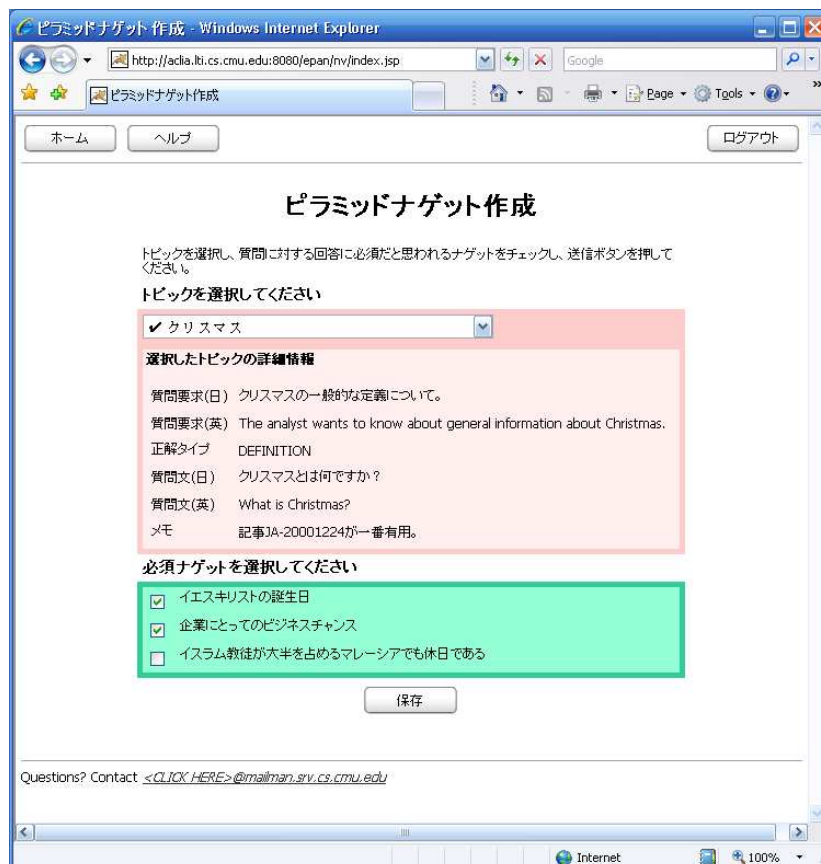 ピラミッドナゲット 作成 - Windows Internet Explorer
http://aclia.lti.cs.cmu.edu:8080/epan/nv/index.jsp
Google
ピラミッドナゲット作成
Page
Tools
»
ホーム ヘルプ ログアウト
ピラミッドナゲット作成
トピックを選択し、質問に対する回答に必須だと思われるナゲットをチェックし、送信ボタンを押して
ください。
トピックを選択してください
✔ クリスマス
選択したトピックの詳細情報
質問要求(日) クリスマスの一般的な定義について。
質問要求(英) The analyst wants to know about general information about Christmas.
正解タイプ DEFINITION
質問文(日) クリスマスとは何ですか？
質問文(英) What is Christmas?
メモ 記事JA-20001224が一番有用。
必須ナゲットを選択してください
イエスキリストの誕生日
企業にとってのビジネスチャンス
イスラム教徒が大半を占めるマレーシアでも休日である
保存
Questions? Contact <CLICK HERE>@mailman.srv.cs.cmu.edu
Internet 100%